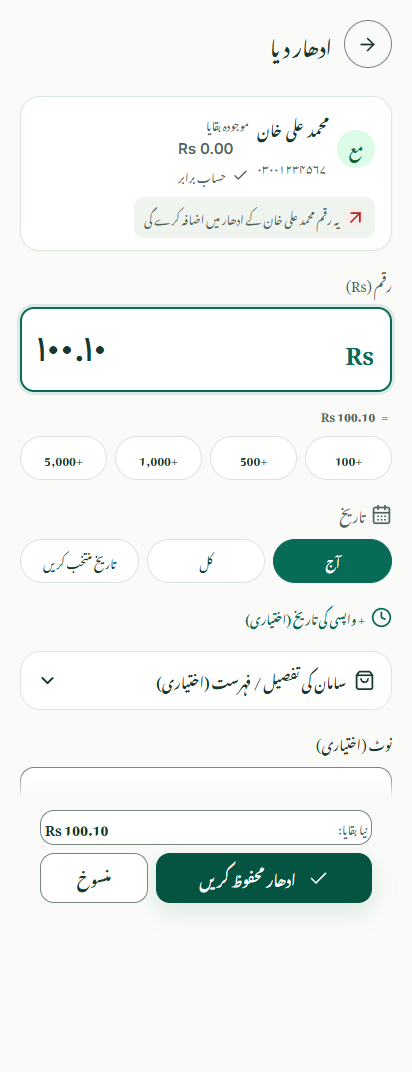 ادھار دیا
مع
محمد علی خان
۰۳۰۰۱۲۳۴۵۶۷
موجودہ بقایا
Rs 0.00
حساب برابر
یہ رقم محمد علی خان کے ادھار میں اضافہ کرے گی
رقم (Rs)
Rs
۱۰۰.۱۰
= Rs 100.10
+100
+500
+1,000
+5,000
تاریخ
آج
کل
تاریخ منتخب کریں
+ واپسی کی تاریخ (اختیاری)
سامان کی تفصیل / فہرست (اختیاری)
نوٹ (اختیاری)
نیا بقایا:
Rs 100.10
ادھار محفوظ کریں
منسوخ